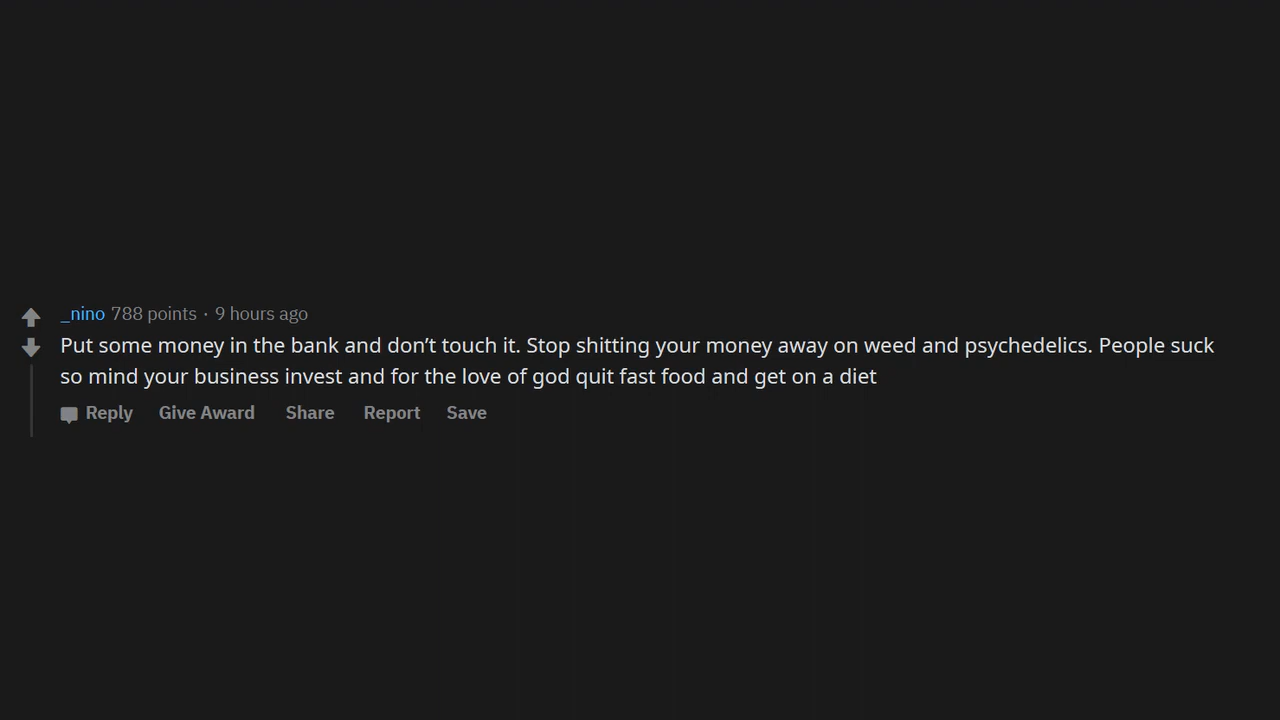 _nino 788 points · 9 hours ago
Put some money in the bank and don’t touch it. Stop shitting your money away on weed and psychedelics. People suck
so mind your business invest and for the love of god quit fast food and get on a diet
Reply Give Award Share Report Save